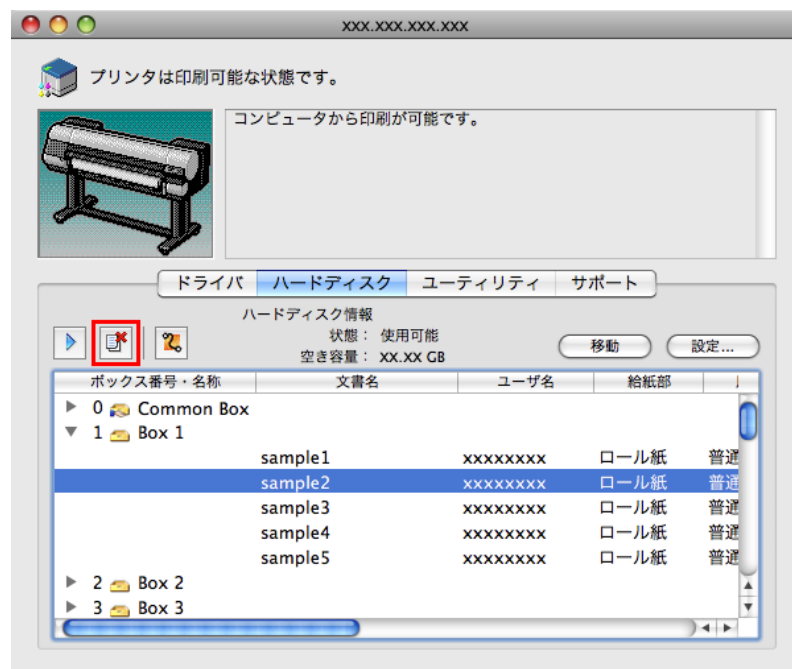 xxx.xxx.xxx.xxx
プリンタは印刷可能な状態です。
コンピュータから印刷が可能です。
ドライバ ハードディスク ユーティリティ サポート
ハードディスク情報
状態： 使用可能
空き容量： XX.XX GB
移動 設定...
ボックス番号・名称 文書名 ユーザ名 給紙部
0 Common Box
1 Box 1
sample1 xxxxxxxx ロール紙 普通
sample2 xxxxxxxx ロール紙 普通
sample3 xxxxxxxx ロール紙 普通
sample4 xxxxxxxx ロール紙 普通
sample5 xxxxxxxx ロール紙 普通
2 Box 2
3 Box 3